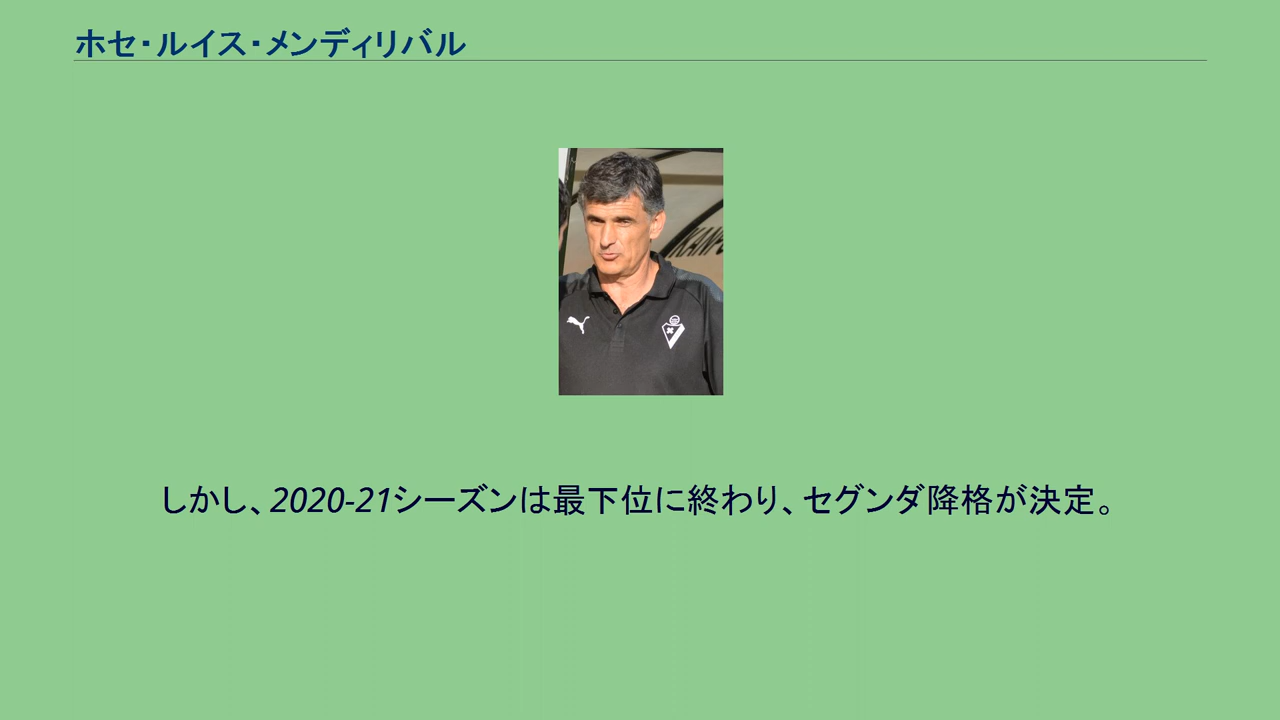 ホセ・ルイス・メンディリバル
しかし、2020-21シーズンは最下位に終わり、セグンダ降格が決定。